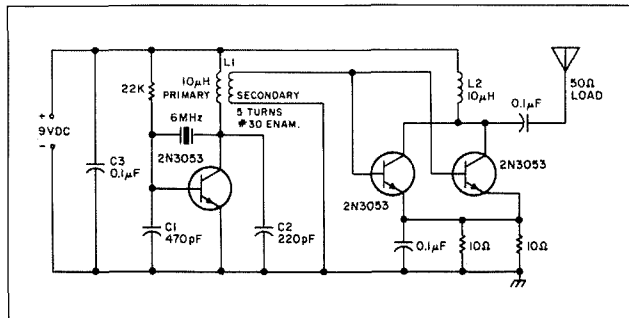 L1
22K
10µH
PRIMARY
SECONDARY
5 TURNS
#30 ENAM.
6MHz
2N3053
+
9VDC
-
C3
0.1µF
C1
470pF
C2
220pF
L2
10µH
0.1µF
50Ω
LOAD
2N3053
2N3053
0.1µF
10Ω
10Ω